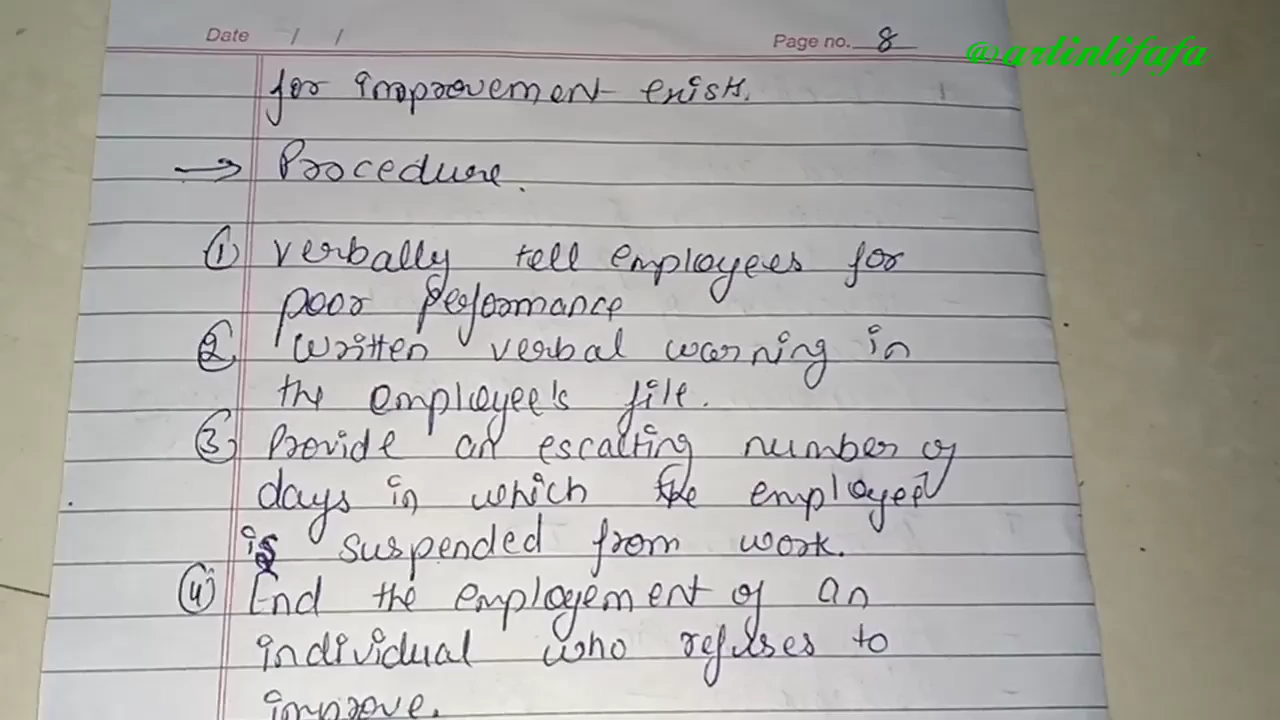 Date / /
Page no. 8
@artinlifafa
for improvement exist.
→ Procedure.
① verbally tell employees for
poor performance
② written verbal warning in
the employee's file.
③ Provide an escalting number of
days in which the employee
is suspended from work.
④ End the employement of an
individual who refuses to
improve.